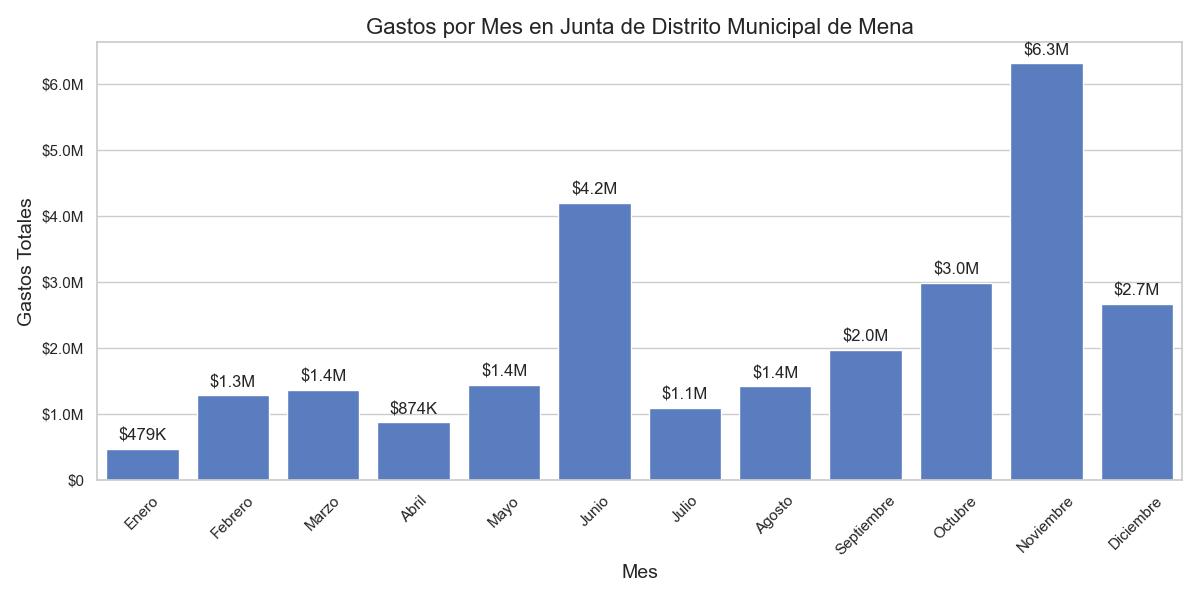 Gastos por Mes en Junta de Distrito Municipal de Mena
Gastos Totales
$6.0M
$5.0M
$4.0M
$3.0M
$2.0M
$1.0M
$0
$479K
$1.3M
$1.4M
$874K
$1.4M
$4.2M
$1.1M
$1.4M
$2.0M
$3.0M
$6.3M
$2.7M
Enero
Febrero
Marzo
Abril
Mayo
Junio
Julio
Agosto
Septiembre
Octubre
Noviembre
Diciembre
Mes